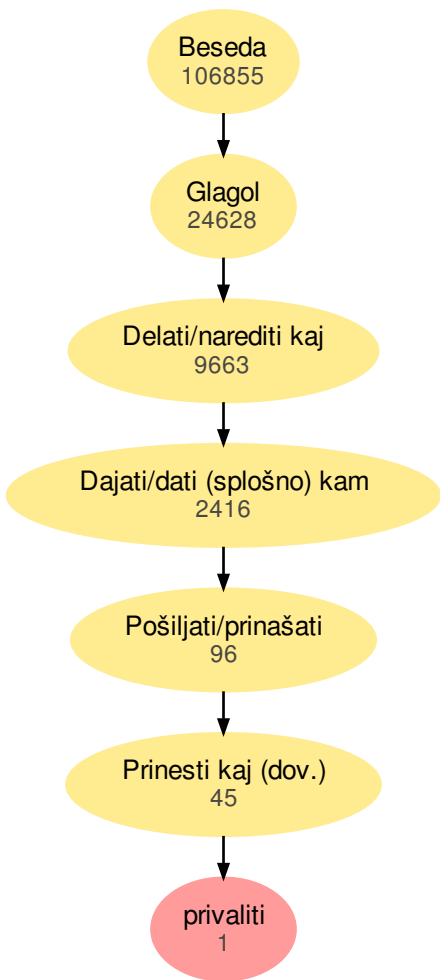 Beseda
106855
Glagol
24628
Delati/narediti kaj
9663
Dajati/dati (splošno) kam
2416
Pošiljati/prinašati
96
Prinesti kaj (dov.)
45
privaliti
1